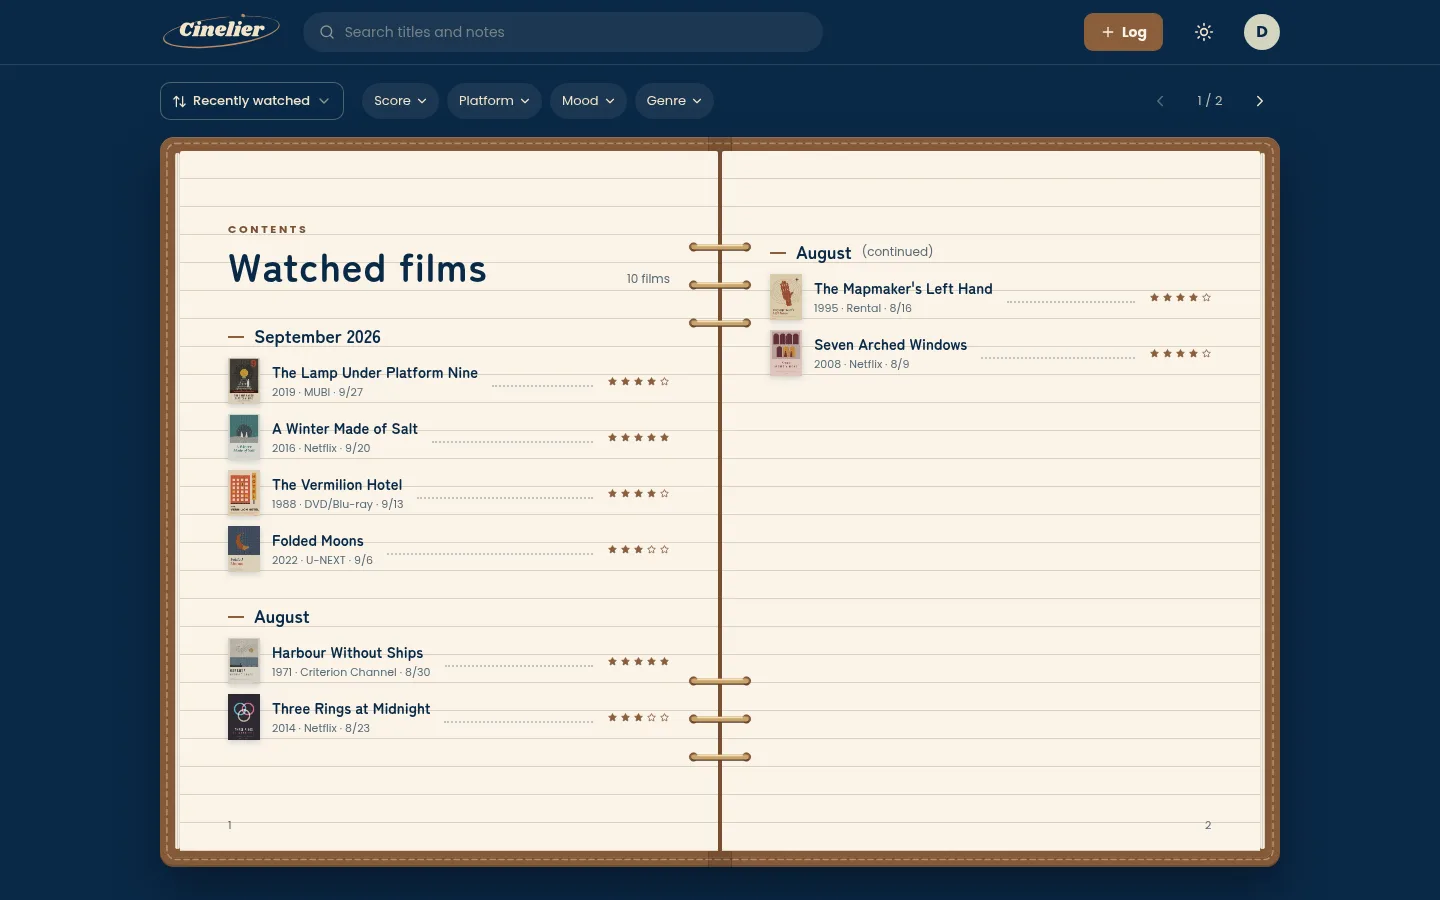 Cinelier
Search titles and notes
+ Log
D
Recently watched
Score
Platform
Mood
Genre
1 / 2
CONTENTS
Watched films
10 films
September 2026
The Lamp Under Platform Nine
2019 · MUBI · 9/27
A Winter Made of Salt
2016 · Netflix · 9/20
The Vermilion Hotel
1988 · DVD/Blu-ray · 9/13
Folded Moons
2022 · U-NEXT · 9/6
August
Harbour Without Ships
1971 · Criterion Channel · 8/30
Three Rings at Midnight
2014 · Netflix · 8/23
1
August (continued)
The Mapmaker's Left Hand
1995 · Rental · 8/16
Seven Arched Windows
2008 · Netflix · 8/9
2